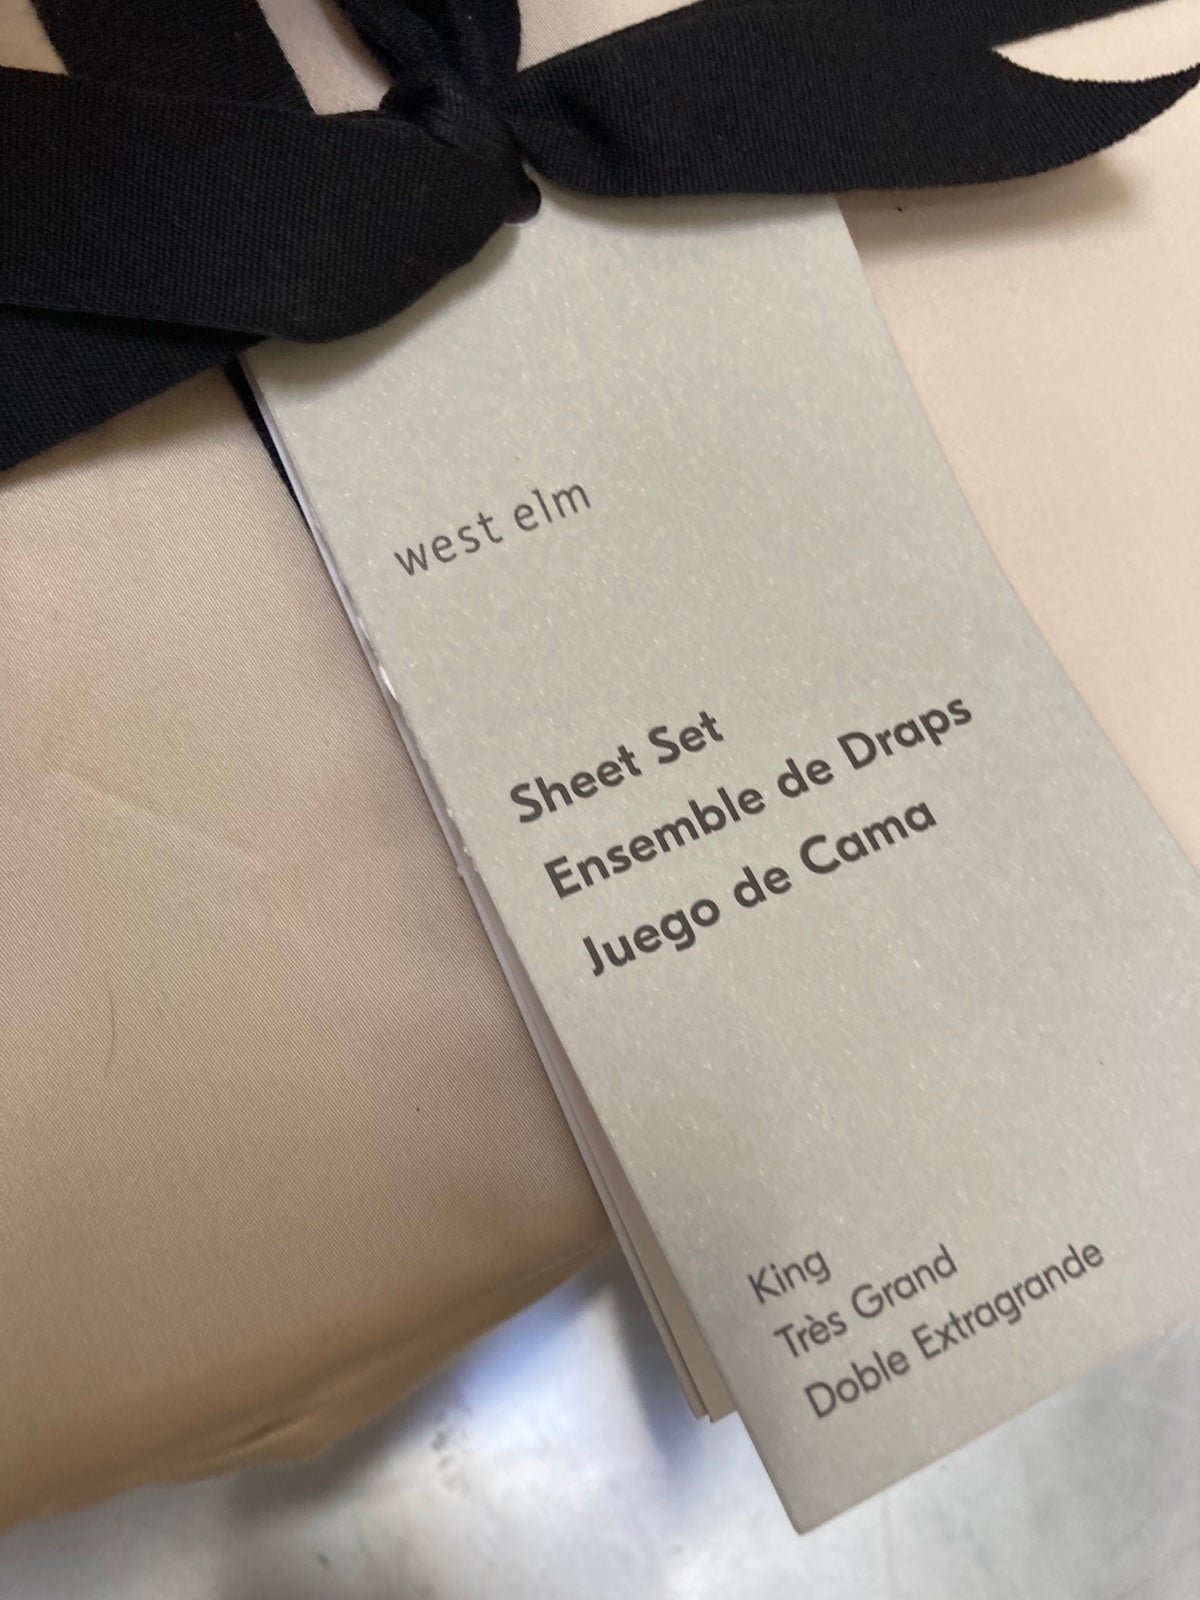 west elm
Sheet Set
Ensemble de Draps
Juego de Cama
King
Très Grand
Doble Extragrande